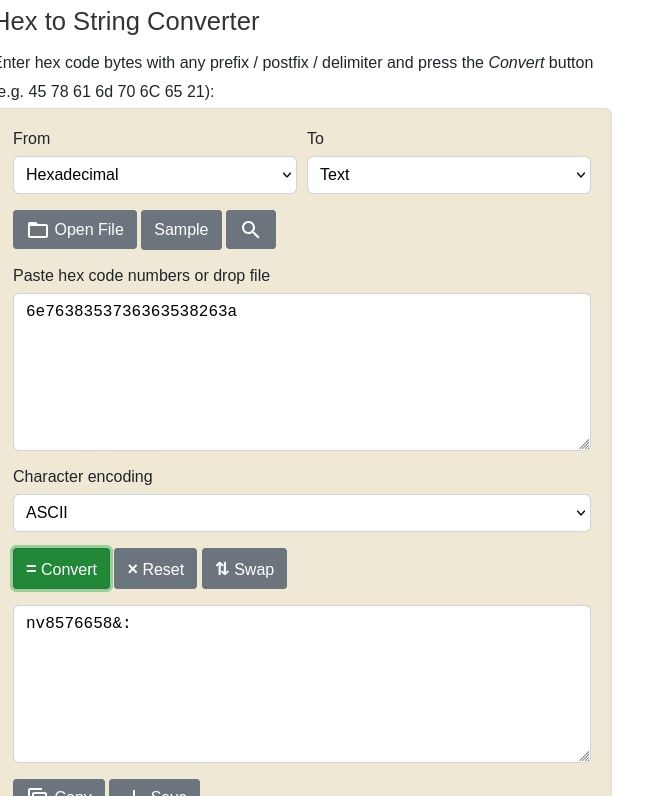 Hex to String Converter
Enter hex code bytes with any prefix / postfix / delimiter and press the Convert button
e.g. 45 78 61 6d 70 6C 65 21):
From To
Hexadecimal Text
Open File Sample
Paste hex code numbers or drop file
6e7638353736363538263a
Character encoding
ASCII
= Convert × Reset ⇅ Swap
nv8576658&:
Copy Save